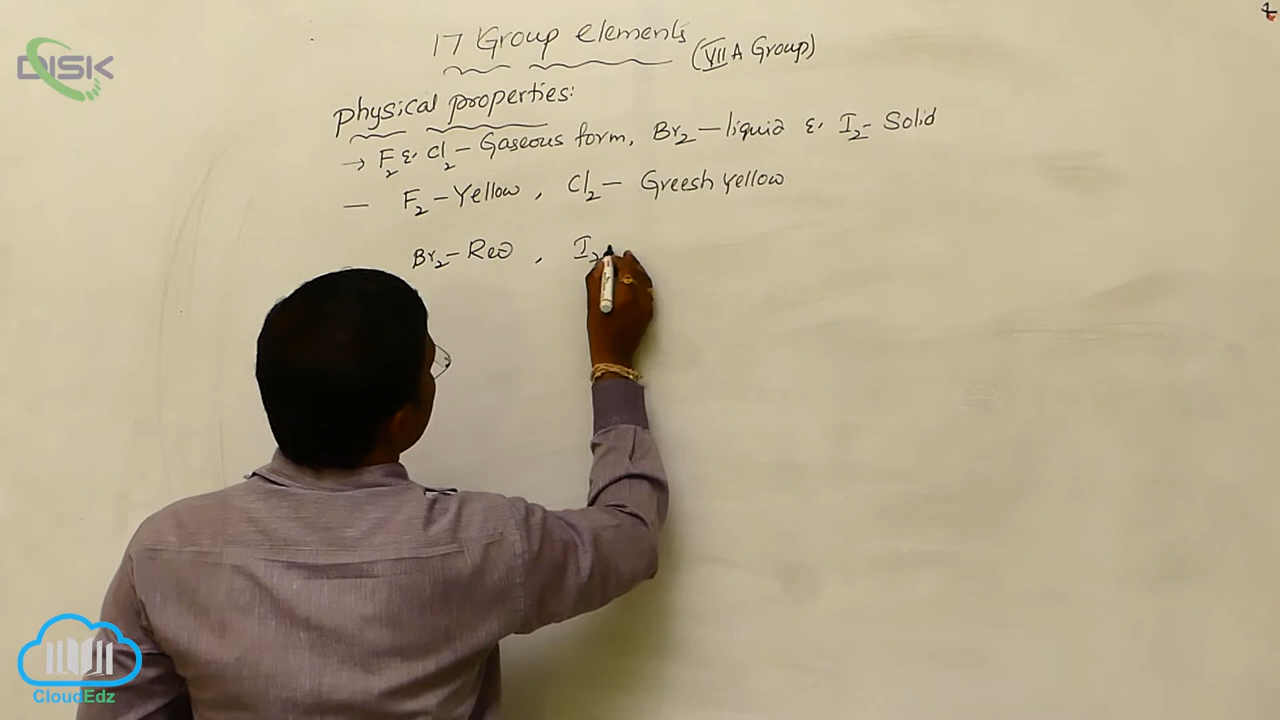 DISK
17 Group elements
(VII A Group)
Physical properties:
→ F₂ & Cl₂ - Gaseous form, Br₂ - liquid & I₂ - Solid
- F₂ - Yellow, Cl₂ - Greesh yellow
Br₂ - Red, I₂
CloudEdz